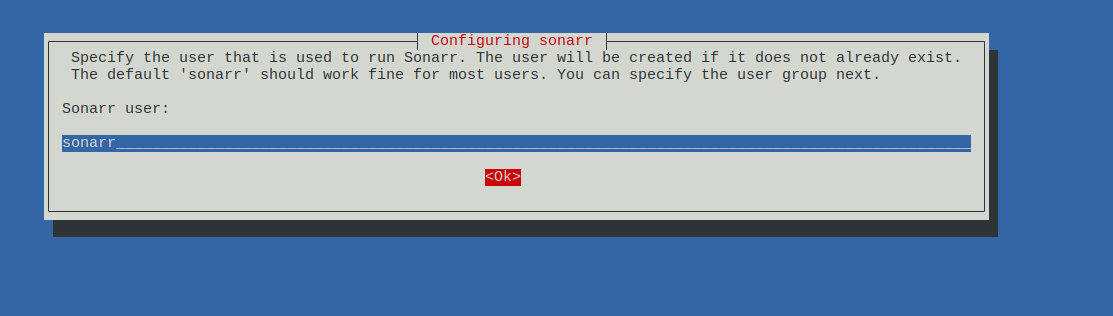 Configuring sonarr
Specify the user that is used to run Sonarr. The user will be created if it does not already exist.
The default 'sonarr' should work fine for most users. You can specify the user group next.
Sonarr user:
sonarr
<Ok>